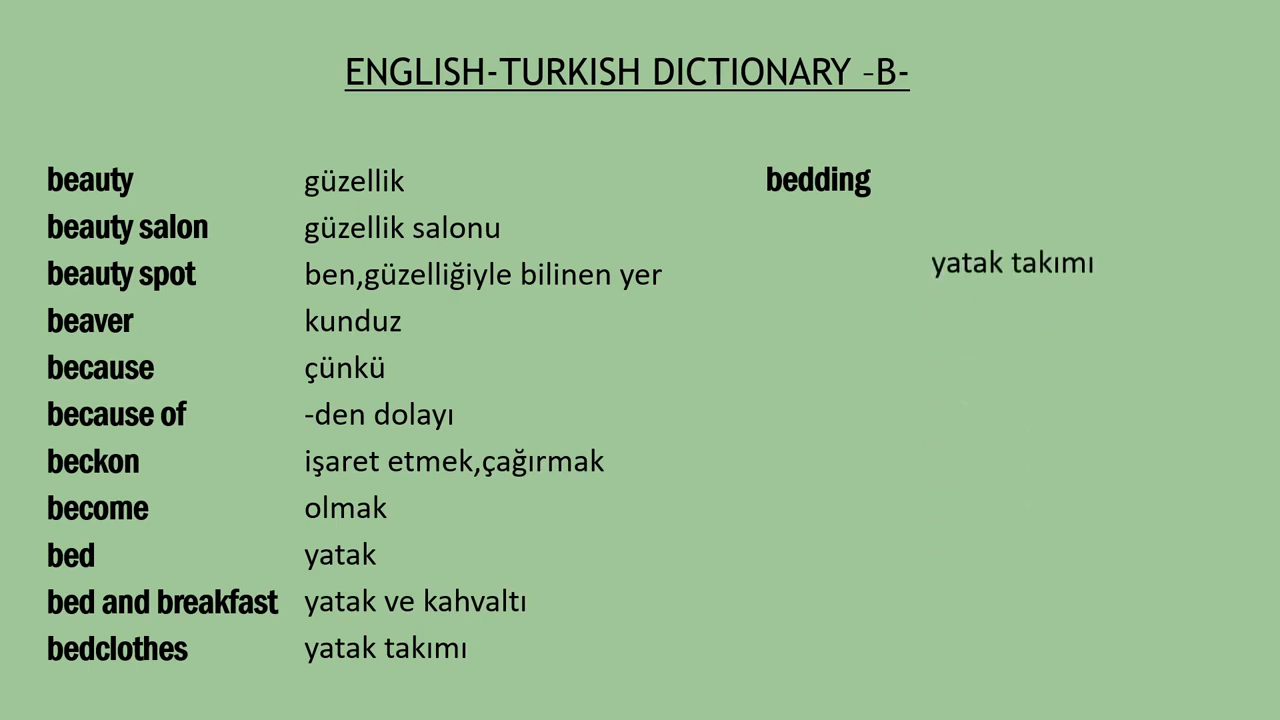 ENGLISH-TURKISH DICTIONARY –B-
beauty güzellik
beauty salon güzellik salonu
beauty spot ben,güzelliğiyle bilinen yer
beaver kunduz
because çünkü
because of -den dolayı
beckon işaret etmek,çağırmak
become olmak
bed yatak
bed and breakfast yatak ve kahvaltı
bedclothes yatak takımı
bedding
yatak takımı